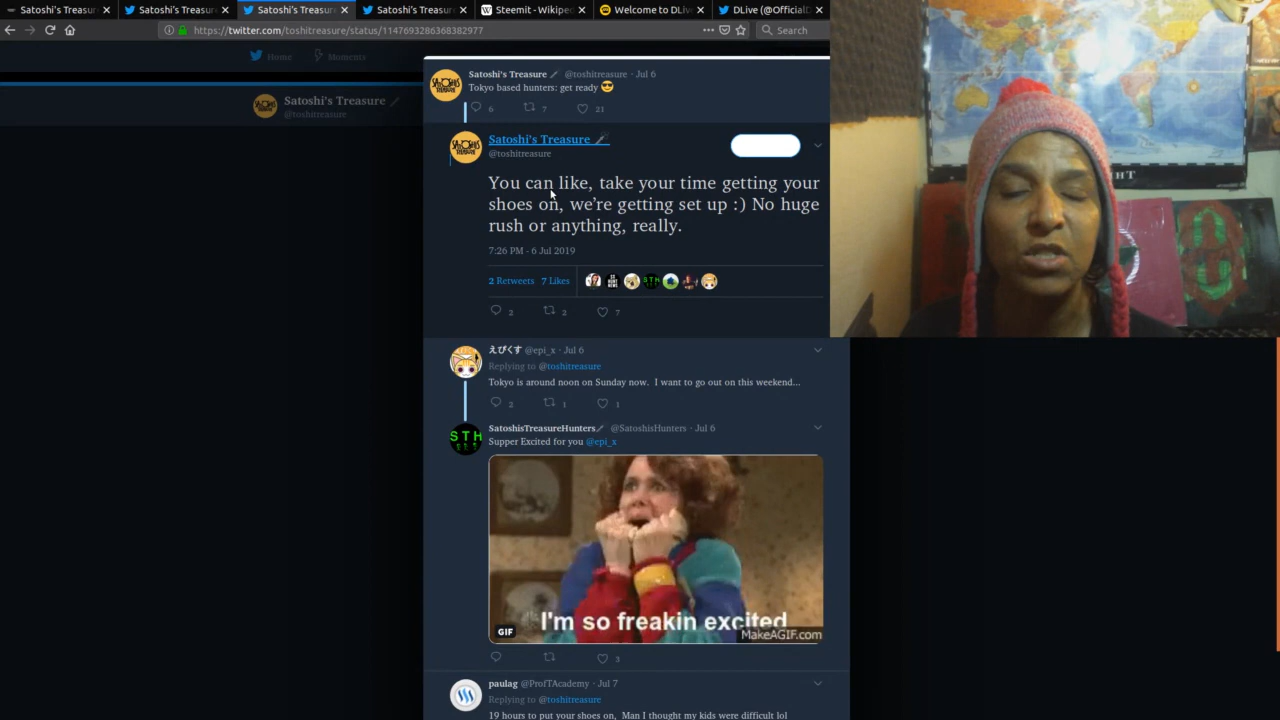 Satoshi's Treasur
Satoshi's Treasure
Satoshi's Treasure
Satoshi's Treasure
Steemit - Wikiped
Welcome to DLive
DLive (@OfficialD
https://twitter.com/toshitreasure/status/1147693286368382977
Search
Home
Moments
Satoshi's Treasure
@toshitreasure
Satoshi's Treasure @toshitreasure · Jul 6
Tokyo based hunters: get ready 😎
6 7 21
Satoshi's Treasure
@toshitreasure
You can like, take your time getting your
shoes on, we're getting set up :) No huge
rush or anything, really.
7:26 PM - 6 Jul 2019
2 Retweets 7 Likes
2 2 7
えぴくす @epi_x · Jul 6
Replying to @toshitreasure
Tokyo is around noon on Sunday now. I want to go out on this weekend...
2 1 1
SatoshisTreasureHunters @SatoshisHunters · Jul 6
STH
Supper Excited for you @epi_x
I'm so freakin excited
GIF
MakeAGIF.com
3
paulag @ProfTAcademy · Jul 7
Replying to @toshitreasure
19 hours to put your shoes on, Man I thought my kids were difficult lol